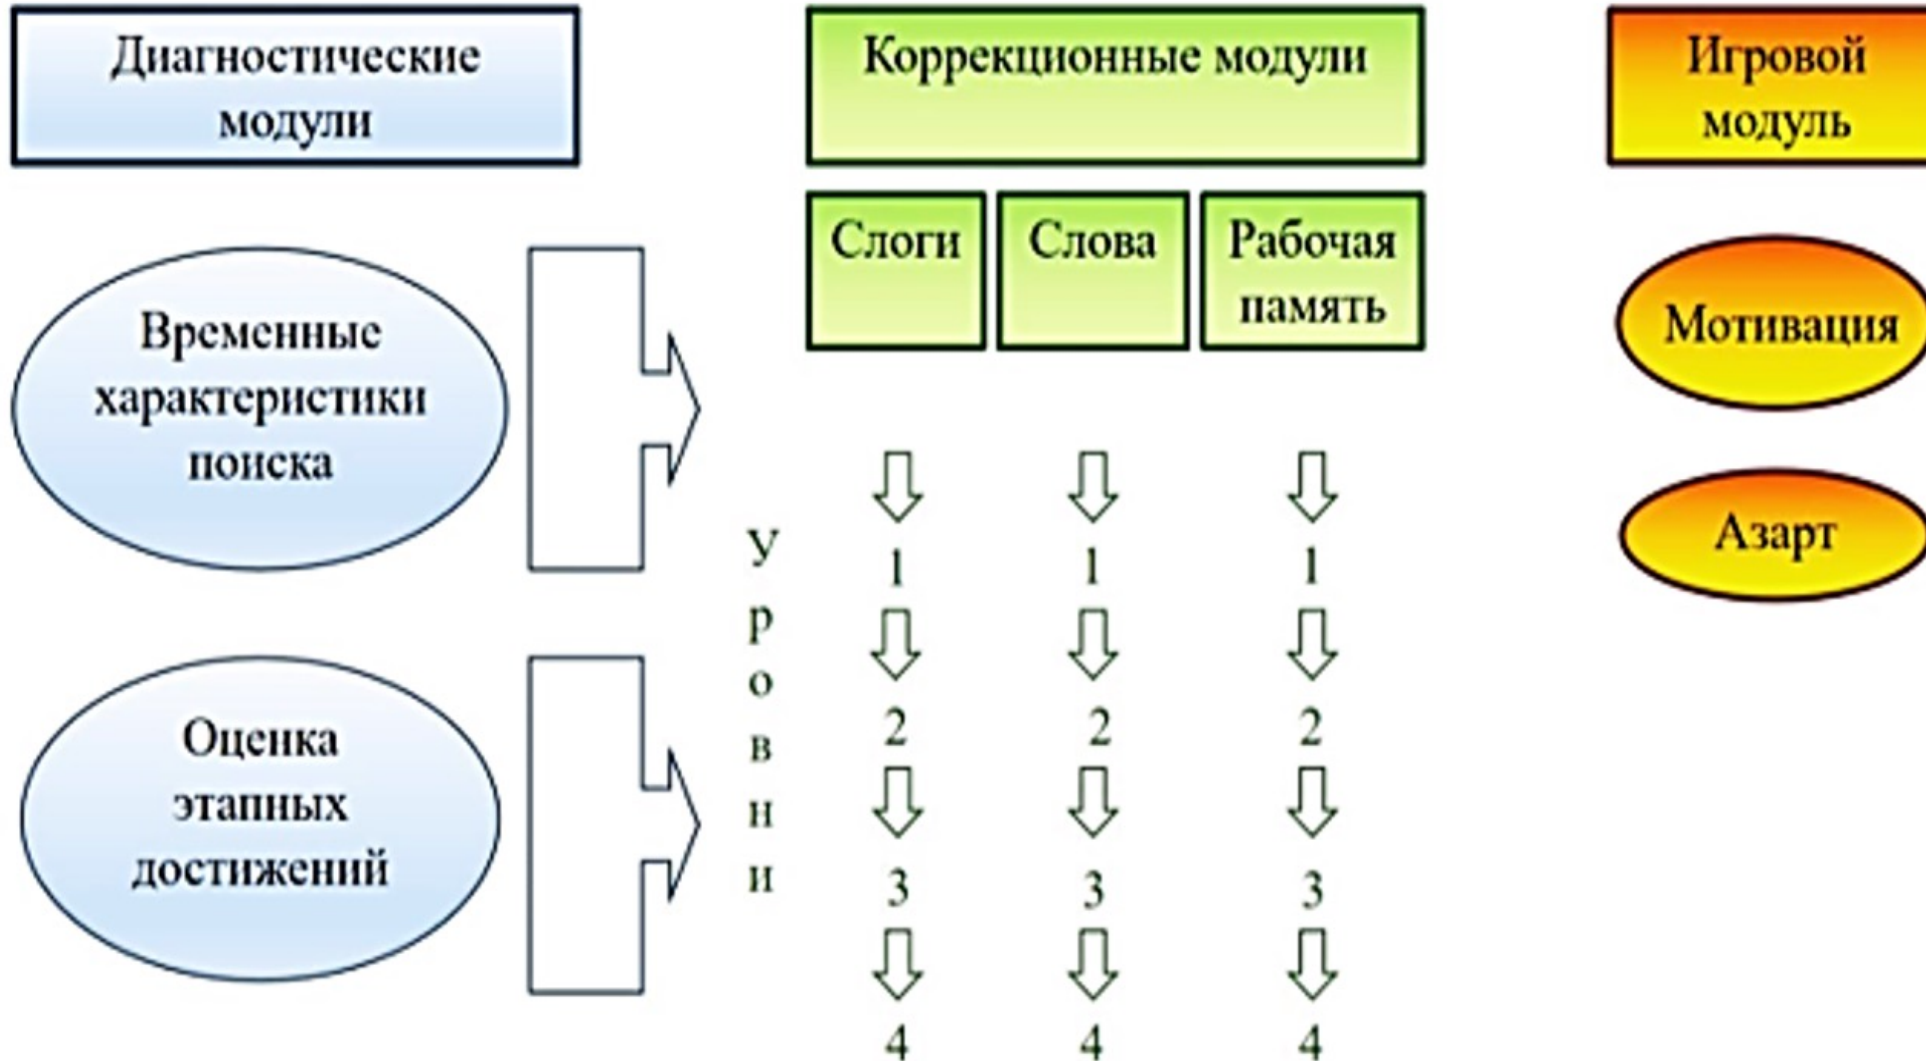 Диагностические
модули
Временные
характеристики
поиска
Оценка
этапных
достижений
Коррекционные модули
Слоги
Слова
Рабочая
память
Уровни
1 1 1
2 2 2
3 3 3
4 4 4
Игровой
модуль
Мотивация
Азарт